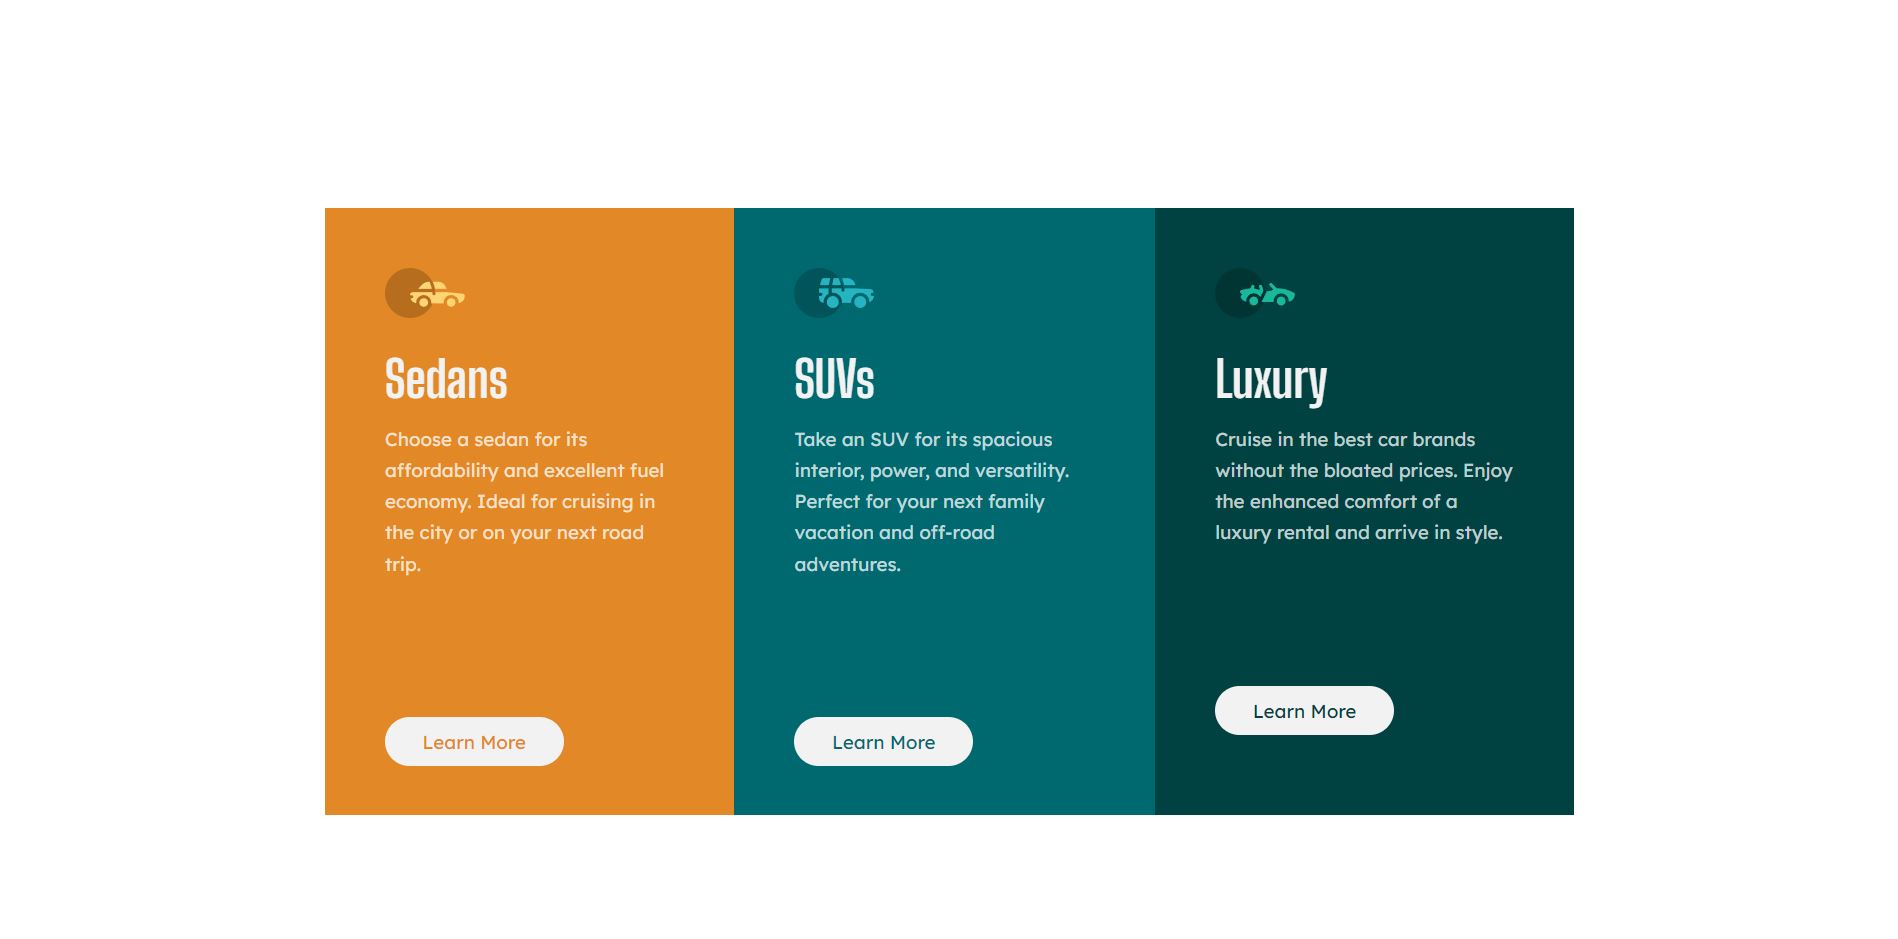 Sedans
Choose a sedan for its
affordability and excellent fuel
economy. Ideal for cruising in
the city or on your next road
trip.
Learn More
SUVs
Take an SUV for its spacious
interior, power, and versatility.
Perfect for your next family
vacation and off-road
adventures.
Learn More
Luxury
Cruise in the best car brands
without the bloated prices. Enjoy
the enhanced comfort of a
luxury rental and arrive in style.
Learn More